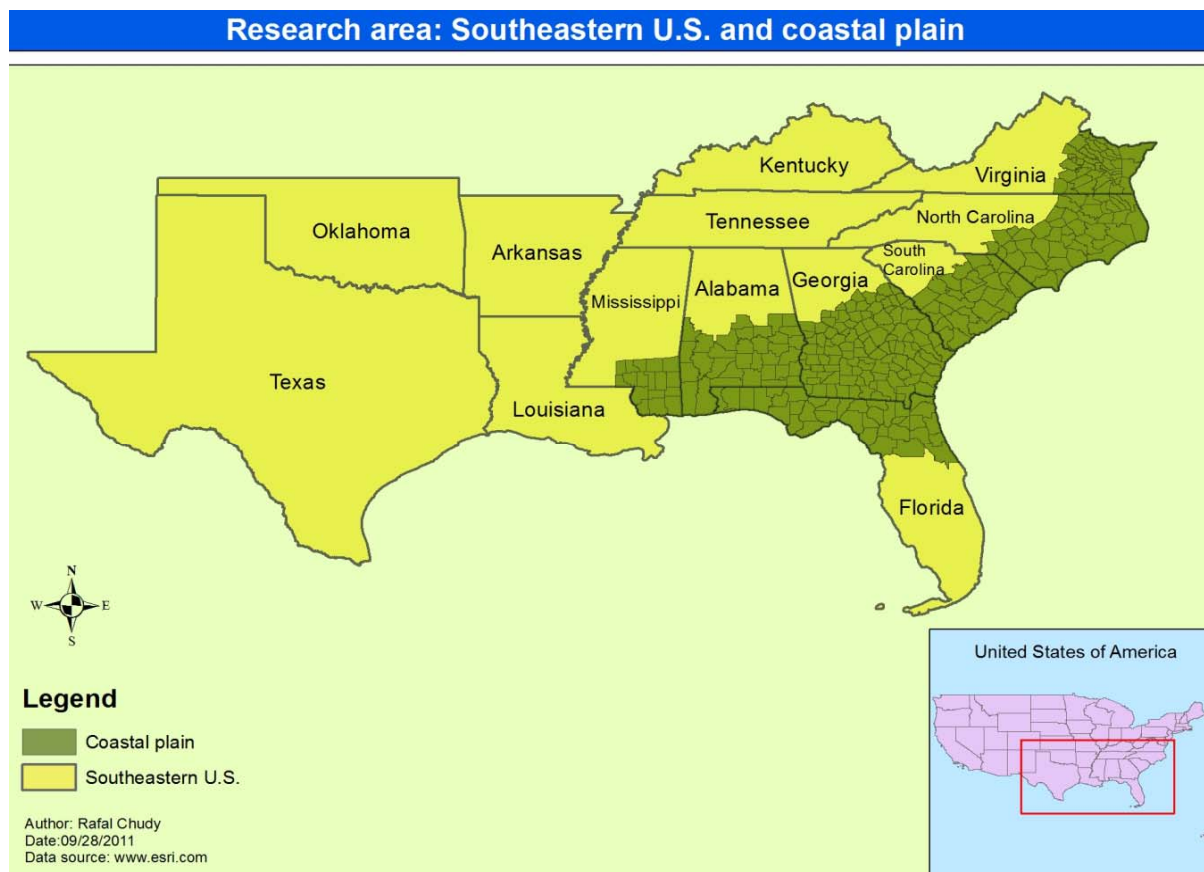 Research area: Southeastern U.S. and coastal plain
Kentucky
Virginia
Oklahoma
Arkansas
Tennessee
North Carolina
South
Carolina
Mississippi
Alabama
Georgia
Texas
Louisiana
Florida
N
W
E
S
Legend
Coastal plain
Southeastern U.S.
Author: Rafal Chudy
Date:09/28/2011
Data source: www.esri.com
United States of America